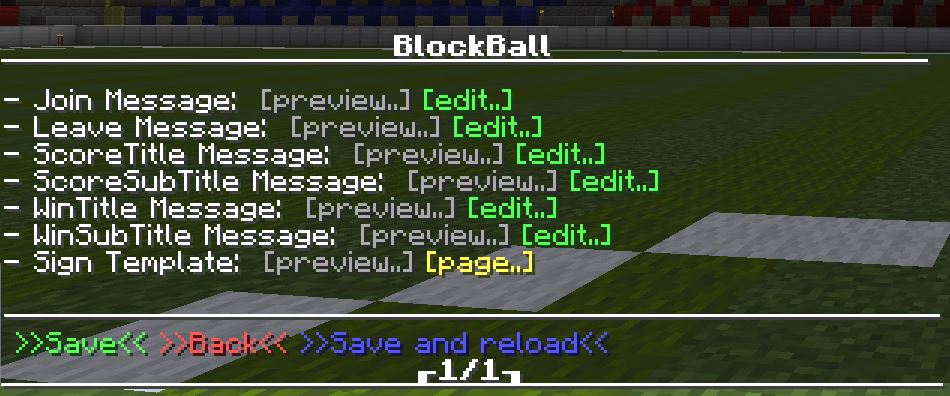 BlockBall
- Join Message: [preview..] [edit..]
- Leave Message: [preview..] [edit..]
- ScoreTitle Message: [preview..] [edit..]
- ScoreSubTitle Message: [preview..] [edit..]
- WinTitle Message: [preview..] [edit..]
- WinSubTitle Message: [preview..] [edit..]
- Sign Template: [preview..] [page..]
>>Save<< >>Back<< >>Save and reload<<
┌1/1┐